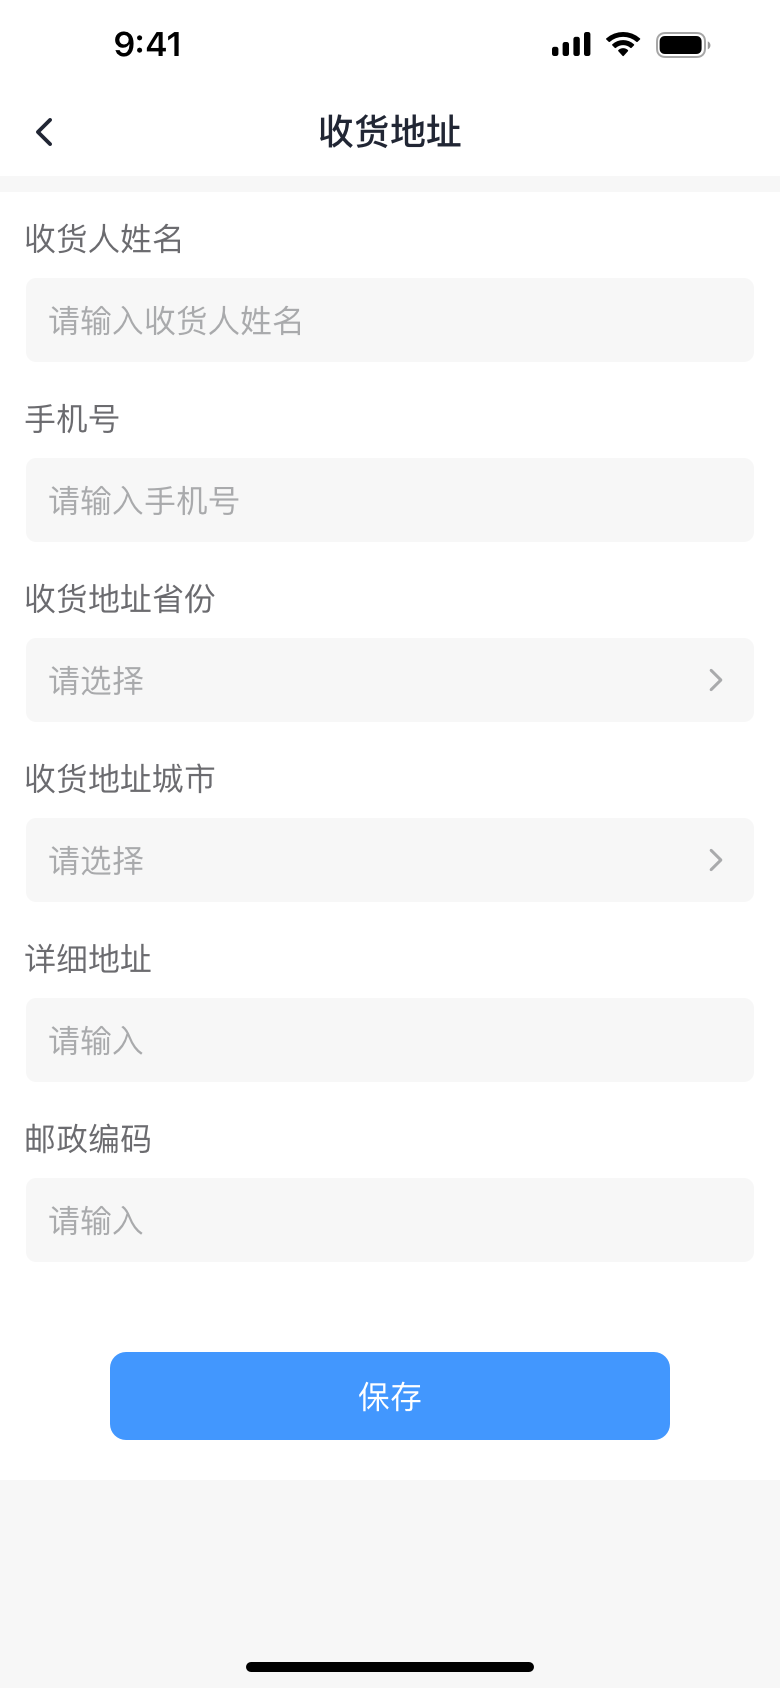 9:41
收货地址
收货人姓名
请输入收货人姓名
手机号
请输入手机号
收货地址省份
请选择
收货地址城市
请选择
详细地址
请输入
邮政编码
请输入
保存